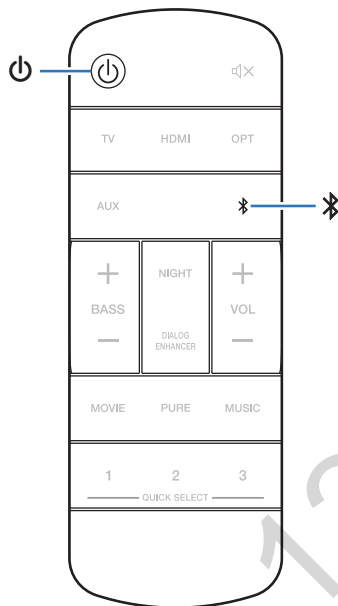 TV HDMI OPT
AUX
+ NIGHT +
BASS VOL
DIALOG
ENHANCER
— —
MOVIE PURE MUSIC
1 2 3
QUICK SELECT